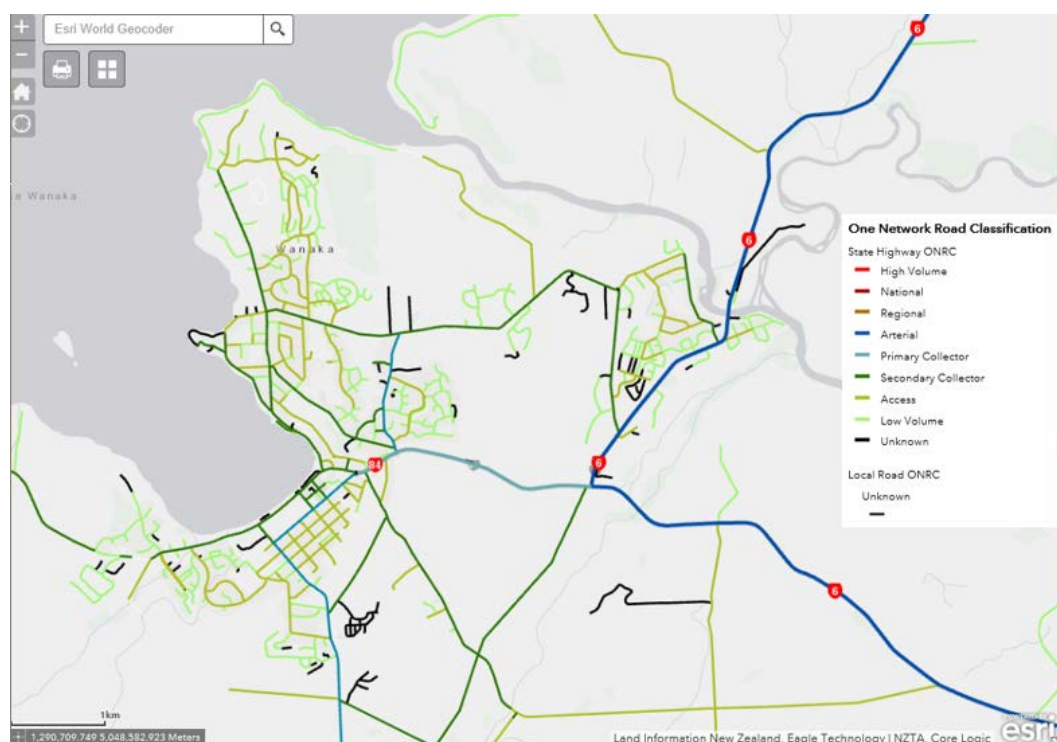 +
Esri World Geocoder
−
6
e Wanaka
Wanaka
6
One Network Road Classification
State Highway ONRC
High Volume
National
Regional
Arterial
Primary Collector
Secondary Collector
Access
Low Volume
Unknown
Local Road ONRC
Unknown
84
6
6
1km
1,290,709.749 5,048,582.923 Meters
Land Information New Zealand, Eagle Technology | NZTA, Core Logic
esri